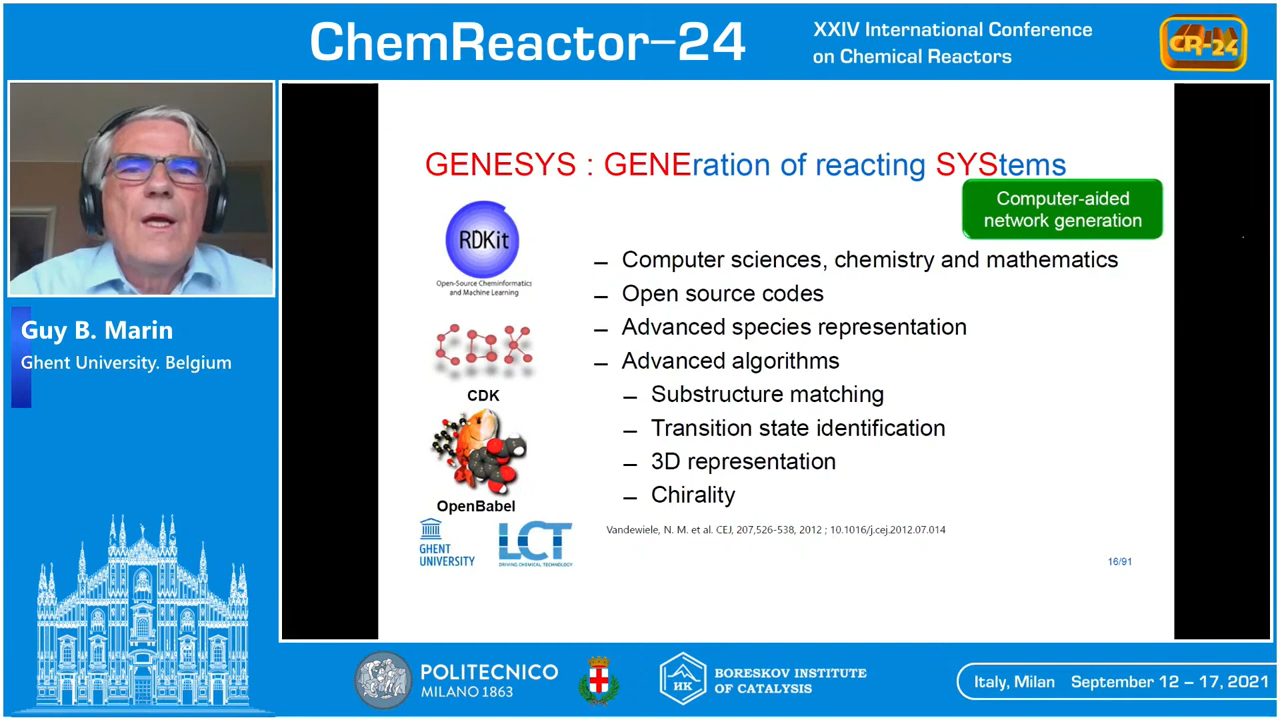 ChemReactor–24
XXIV International Conference
on Chemical Reactors
CR-24
GENESYS : GENEration of reacting SYStems
Computer-aided
network generation
RDKit
Open-Source Cheminformatics
and Machine Learning
– Computer sciences, chemistry and mathematics
– Open source codes
– Advanced species representation
– Advanced algorithms
– Substructure matching
– Transition state identification
– 3D representation
– Chirality
CDK
CDK
OpenBabel
Guy B. Marin
Ghent University. Belgium
GHENT
UNIVERSITY
LCT
DRIVING CHEMICAL TECHNOLOGY
Vandewiele, N. M. et al. CEJ, 207,526-538, 2012 ; 10.1016/j.cej.2012.07.014
16/91
POLITECNICO
MILANO 1863
НК
BORESKOV INSTITUTE
OF CATALYSIS
Italy, Milan September 12 – 17, 2021